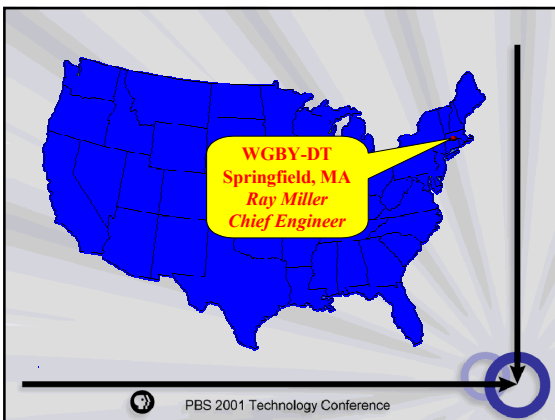 WGBY-DT
Springfield, MA
Ray Miller
Chief Engineer
PBS 2001 Technology Conference